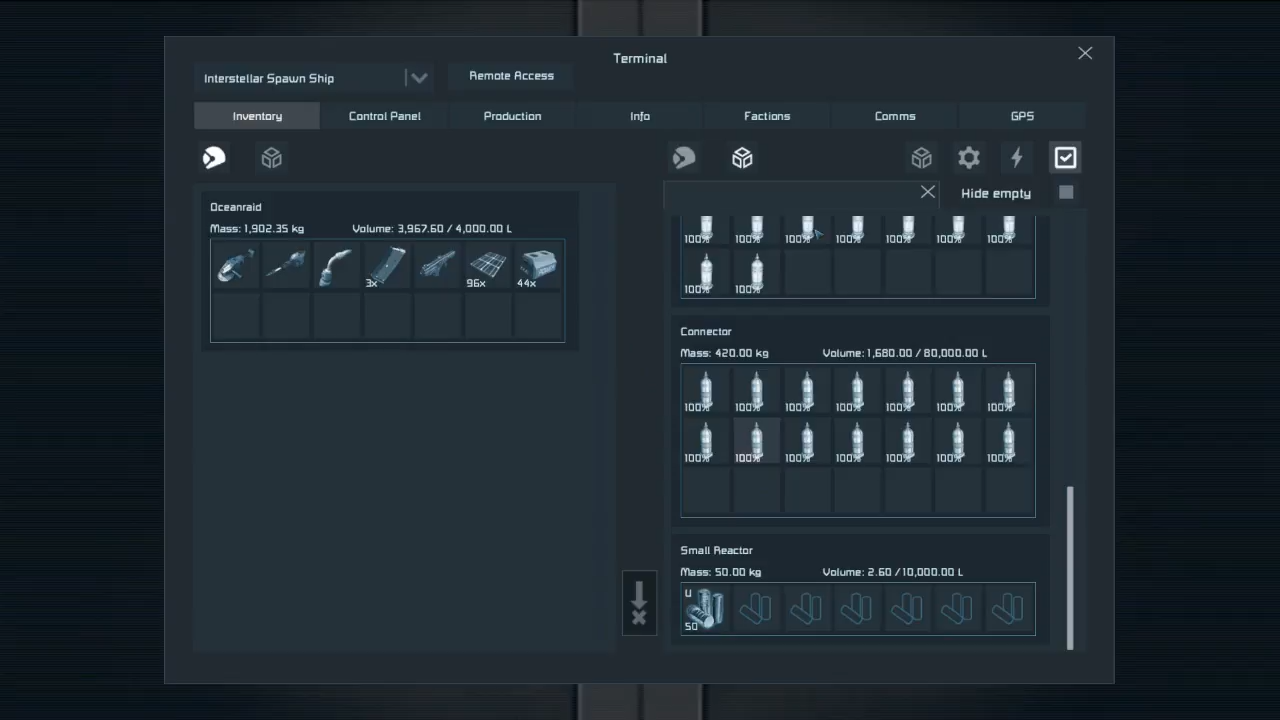 Terminal
Interstellar Spawn Ship
Remote Access
Inventory
Control Panel
Production
Info
Factions
Comms
GPS
Hide empty
Oceanraid
Mass: 1,902.35 kg Volume: 3,967.60 / 4,000.00 L
3x 96x 44x
100% 100% 100% 100% 100% 100% 100%
100% 100%
Connector
Mass: 420.00 kg Volume: 1,680.00 / 80,000.00 L
100% 100% 100% 100% 100% 100% 100%
100% 100% 100% 100% 100% 100% 100%
Small Reactor
Mass: 50.00 kg Volume: 2.60 / 10,000.00 L
U
50